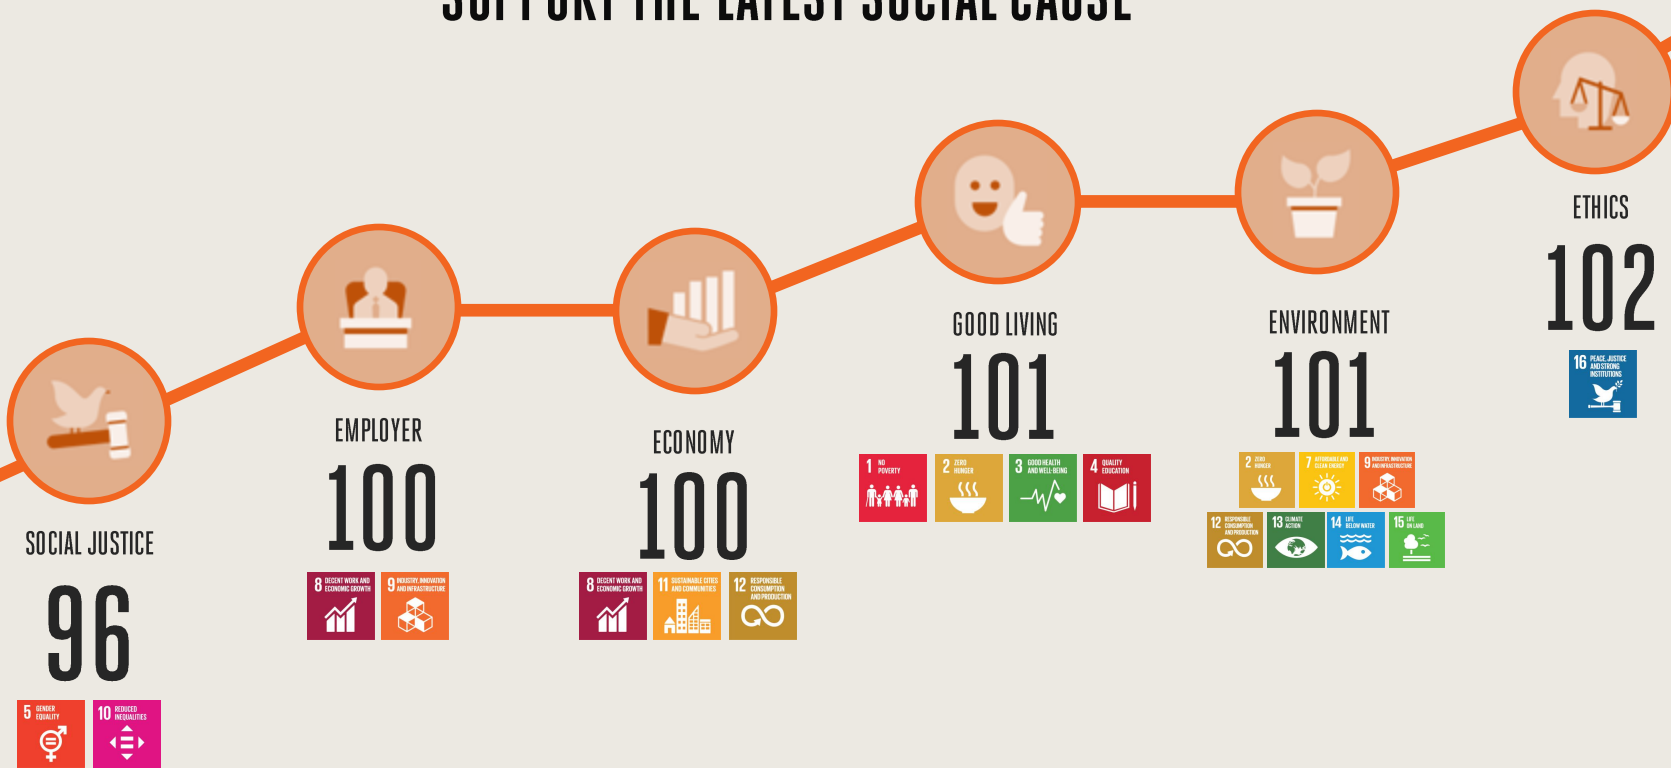 SUPPORT THE LATEST SOCIAL CAUSE
ETHICS
102
16 PEACE, JUSTICE
AND STRONG
INSTITUTIONS
GOOD LIVING
101
1 NO
POVERTY
2 ZERO
HUNGER
3 GOOD HEALTH
AND WELL-BEING
4 QUALITY
EDUCATION
ENVIRONMENT
101
2 ZERO
HUNGER
7 AFFORDABLE AND
CLEAN ENERGY
9 INDUSTRY, INNOVATION
AND INFRASTRUCTURE
12 RESPONSIBLE
CONSUMPTION
AND PRODUCTION
13 CLIMATE
ACTION
14 LIFE
BELOW WATER
15 LIFE
ON LAND
EMPLOYER
100
8 DECENT WORK AND
ECONOMIC GROWTH
9 INDUSTRY, INNOVATION
AND INFRASTRUCTURE
ECONOMY
100
8 DECENT WORK AND
ECONOMIC GROWTH
11 SUSTAINABLE CITIES
AND COMMUNITIES
12 RESPONSIBLE
CONSUMPTION
AND PRODUCTION
SOCIAL JUSTICE
96
5 GENDER
EQUALITY
10 REDUCED
INEQUALITIES